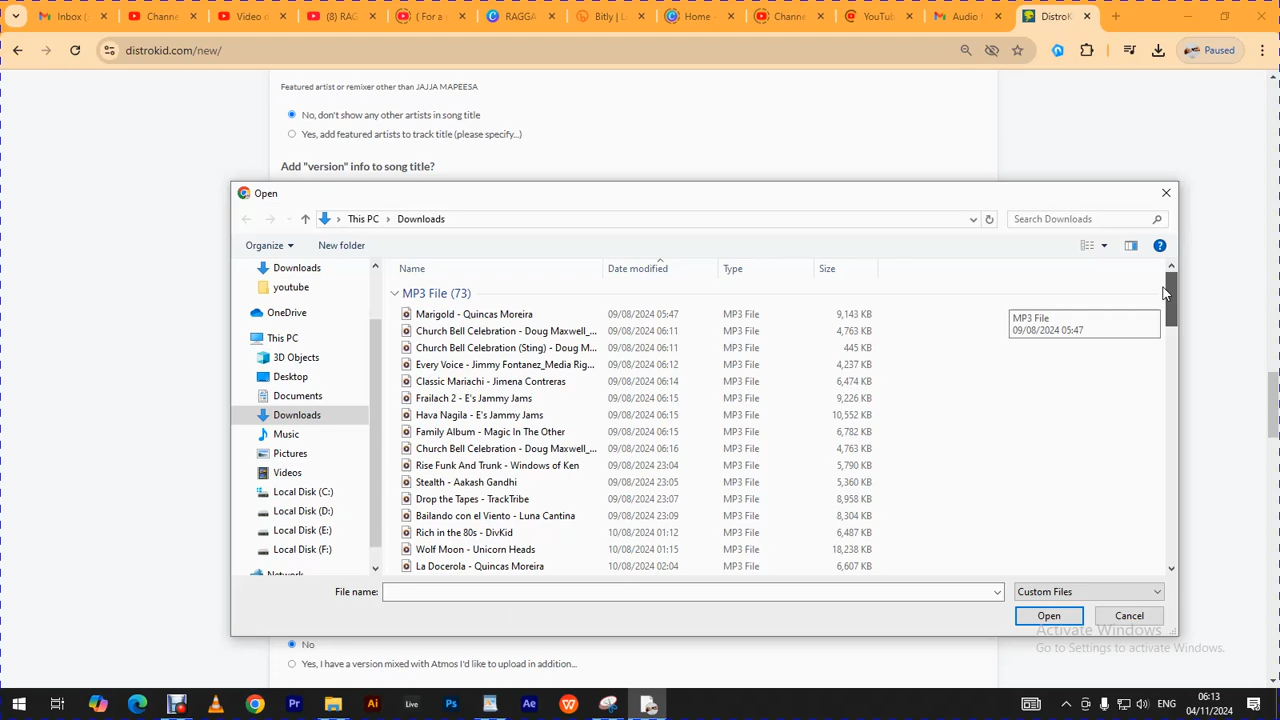 Inbox (
Channe
Video d
(8) RAG
( For a
RAGGA
Bitly | L
Home -
Channe
YouTub
Audio f
DistroK
distrokid.com/new/
Paused
Featured artist or remixer other than JAJJA MAPEESA
No, don't show any other artists in song title
Yes, add featured artists to track title (please specify...)
Add "version" info to song title?
Open
This PC
Downloads
Search Downloads
Organize
New folder
Name Date modified Type Size
Downloads
youtube
OneDrive
This PC
3D Objects
Desktop
Documents
Downloads
Music
Pictures
Videos
Local Disk (C:)
Local Disk (D:)
Local Disk (E:)
Local Disk (F:)
Network
MP3 File (73)
Marigold - Quincas Moreira 09/08/2024 05:47 MP3 File 9,143 KB
Church Bell Celebration - Doug Maxwell_... 09/08/2024 06:11 MP3 File 4,763 KB
Church Bell Celebration (Sting) - Doug M... 09/08/2024 06:11 MP3 File 445 KB
Every Voice - Jimmy Fontanez_Media Rig... 09/08/2024 06:12 MP3 File 4,237 KB
Classic Mariachi - Jimena Contreras 09/08/2024 06:14 MP3 File 6,474 KB
Frailach 2 - E's Jammy Jams 09/08/2024 06:15 MP3 File 9,226 KB
Hava Nagila - E's Jammy Jams 09/08/2024 06:15 MP3 File 10,552 KB
Family Album - Magic In The Other 09/08/2024 06:15 MP3 File 6,782 KB
Church Bell Celebration - Doug Maxwell_... 09/08/2024 06:16 MP3 File 4,763 KB
Rise Funk And Trunk - Windows of Ken 09/08/2024 23:04 MP3 File 5,790 KB
Stealth - Aakash Gandhi 09/08/2024 23:05 MP3 File 5,360 KB
Drop the Tapes - TrackTribe 09/08/2024 23:07 MP3 File 8,958 KB
Bailando con el Viento - Luna Cantina 09/08/2024 23:09 MP3 File 8,304 KB
Rich in the 80s - DivKid 10/08/2024 01:12 MP3 File 6,487 KB
Wolf Moon - Unicorn Heads 10/08/2024 01:15 MP3 File 18,238 KB
La Docerola - Quincas Moreira 10/08/2024 02:04 MP3 File 6,607 KB
MP3 File
09/08/2024 05:47
File name:
Custom Files
Open
Cancel
Activate Windows
Go to Settings to activate Windows.
No
Yes, I have a version mixed with Atmos I'd like to upload in addition...
Pr
Ai
Live
Ps
Ae
ENG
06:13
04/11/2024